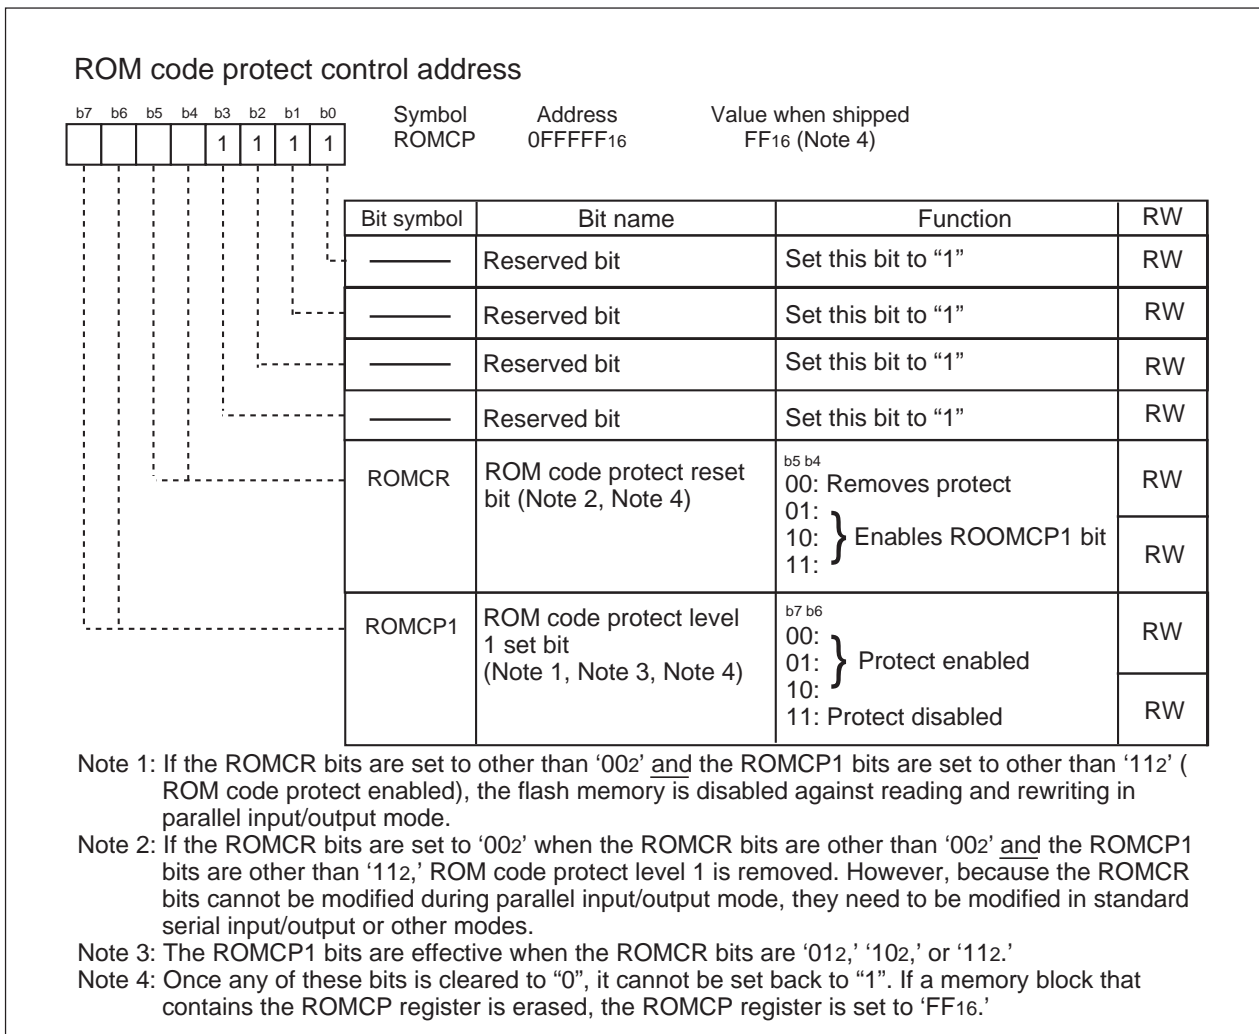 ROM code protect control address
b7 b6 b5 b4 b3 b2 b1 b0 Symbol Address Value when shipped
1 1 1 1 ROMCP 0FFFFF16 FF16 (Note 4)
Bit symbol Bit name Function RW
Reserved bit Set this bit to “1” RW
Reserved bit Set this bit to “1” RW
Reserved bit Set this bit to “1” RW
Reserved bit Set this bit to “1” RW
ROMCR ROM code protect reset bit (Note 2, Note 4)
b5 b4
00: Removes protect
01:
10: Enables ROOMCP1 bit
11:
RW
RW
ROMCP1 ROM code protect level
1 set bit
(Note 1, Note 3, Note 4)
b7 b6
00:
01: Protect enabled
10:
11: Protect disabled
RW
RW
Note 1: If the ROMCR bits are set to other than ‘002’ and the ROMCP1 bits are set to other than ‘112’ (
ROM code protect enabled), the flash memory is disabled against reading and rewriting in
parallel input/output mode.
Note 2: If the ROMCR bits are set to ‘002’ when the ROMCR bits are other than ‘002’ and the ROMCP1
bits are other than ‘112,’ ROM code protect level 1 is removed. However, because the ROMCR
bits cannot be modified during parallel input/output mode, they need to be modified in standard
serial input/output or other modes.
Note 3: The ROMCP1 bits are effective when the ROMCR bits are ‘012,’ ‘102,’ or ‘112.’
Note 4: Once any of these bits is cleared to “0”, it cannot be set back to “1”. If a memory block that
contains the ROMCP register is erased, the ROMCP register is set to ‘FF16.’